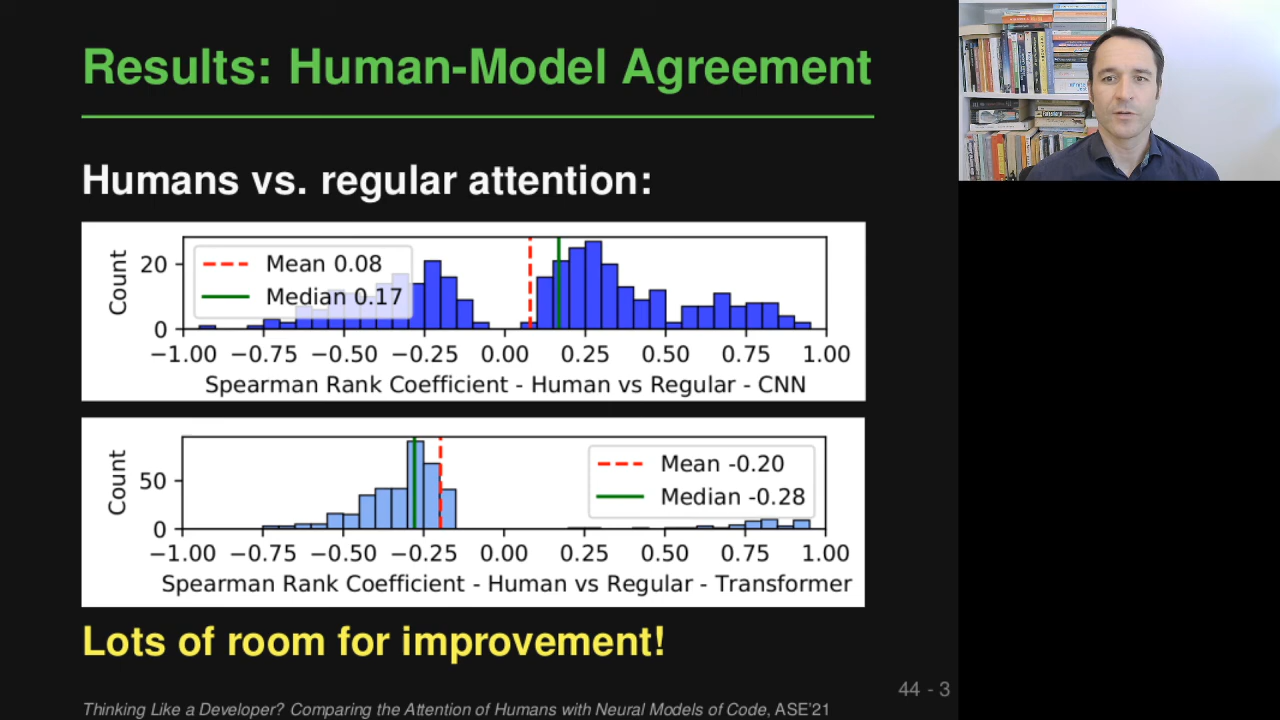 Results: Human-Model Agreement
Humans vs. regular attention:
Count
20
0
Mean 0.08
Median 0.17
−1.00 −0.75 −0.50 −0.25 0.00 0.25 0.50 0.75 1.00
Spearman Rank Coefficient - Human vs Regular - CNN
Count
50
0
Mean -0.20
Median -0.28
−1.00 −0.75 −0.50 −0.25 0.00 0.25 0.50 0.75 1.00
Spearman Rank Coefficient - Human vs Regular - Transformer
Lots of room for improvement!
44 - 3
Thinking Like a Developer? Comparing the Attention of Humans with Neural Models of Code, ASE'21